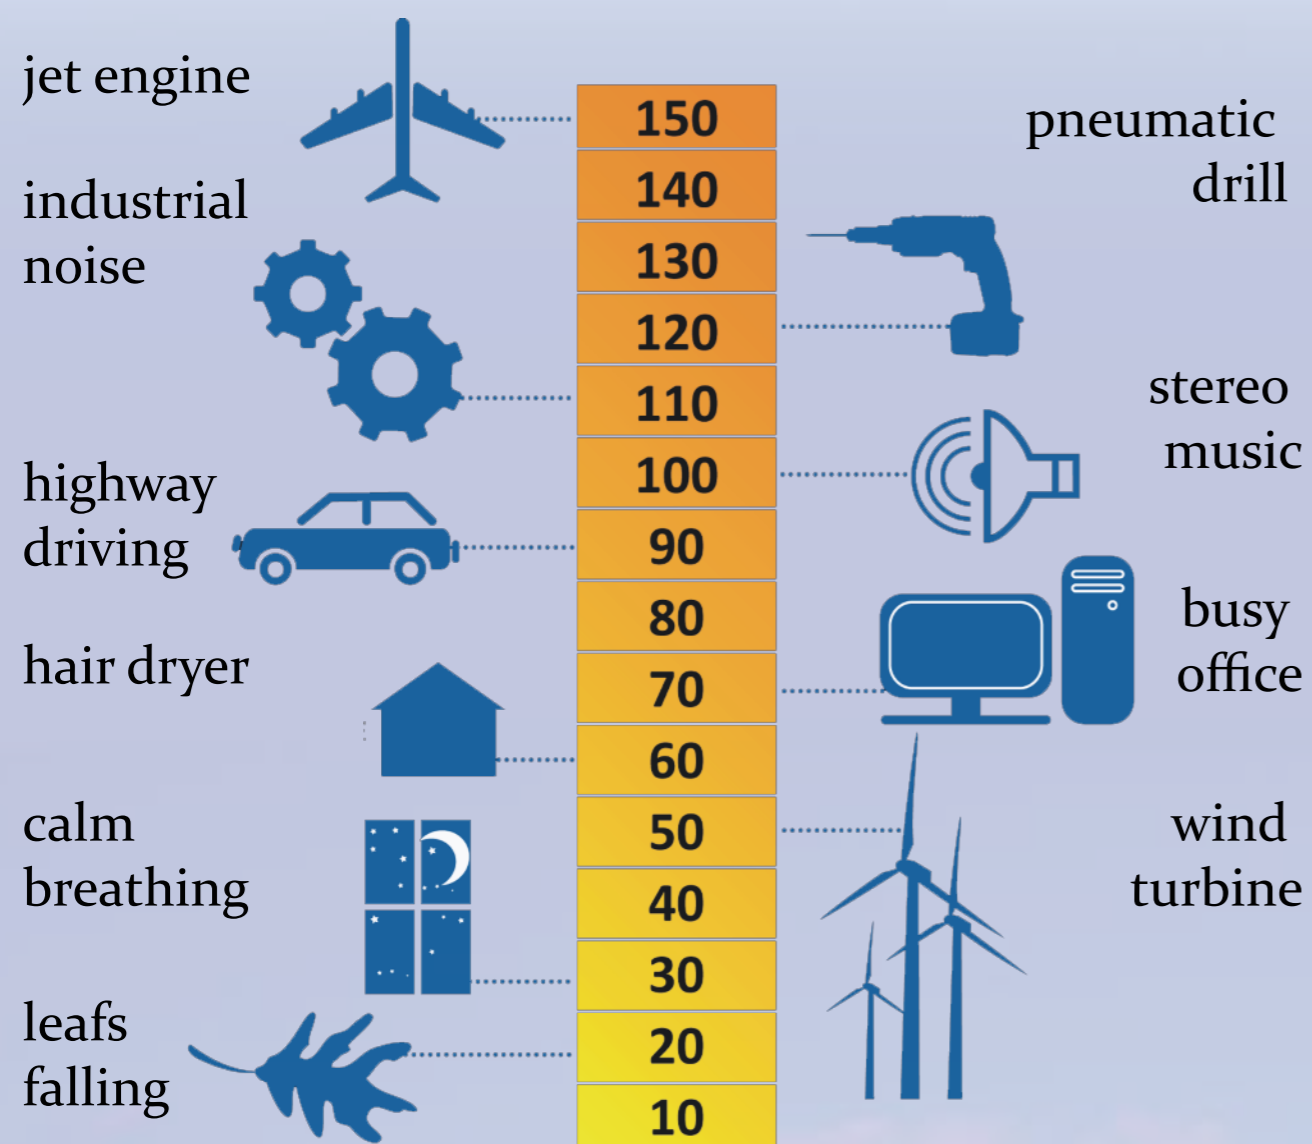 jet engine
industrial
noise
highway
driving
hair dryer
calm
breathing
leafs
falling
150
140
130
120
110
100
90
80
70
60
50
40
30
20
10
pneumatic
drill
stereo
music
busy
office
wind
turbine